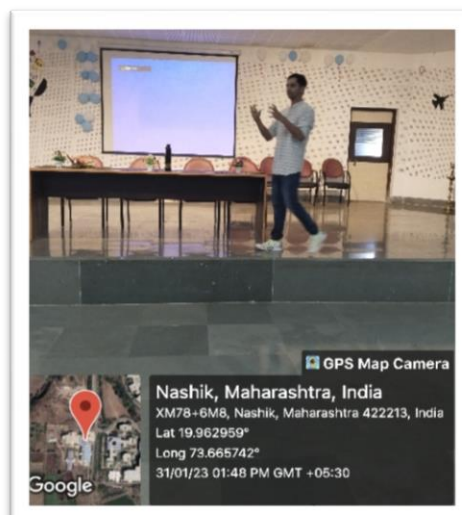 GPS Map Camera
Nashik, Maharashtra, India
XM78+6M8, Nashik, Maharashtra 422213, India
Lat 19.962959°
Long 73.665742°
31/01/23 01:48 PM GMT +05:30
Google